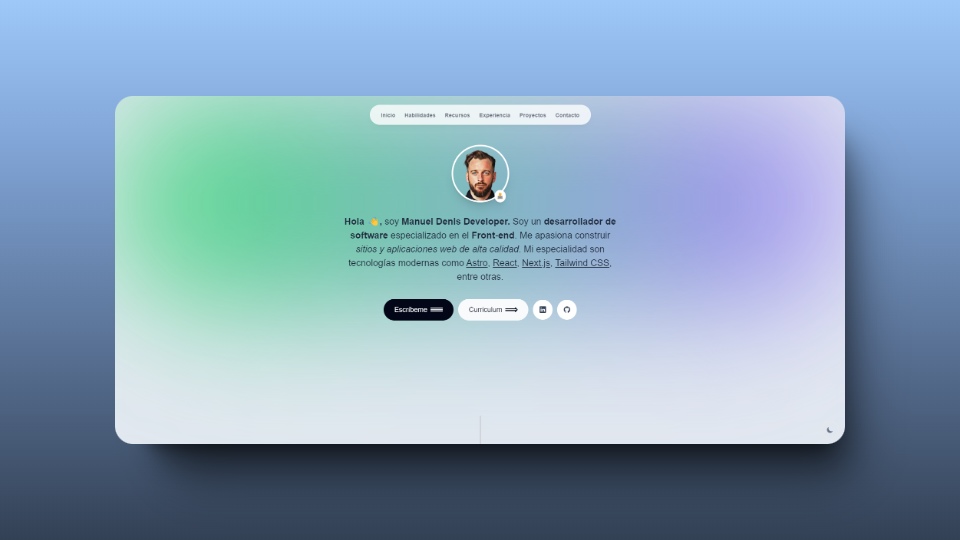 Inicio Habilidades Recursos Experiencia Proyectos Contacto
Hola 👋, soy Manuel Denis Developer. Soy un desarrollador de
software especializado en el Front-end. Me apasiona construir
sitios y aplicaciones web de alta calidad. Mi especialidad son
tecnologías modernas como Astro, React, Next.js, Tailwind CSS,
entre otras.
Escríbeme Curriculum